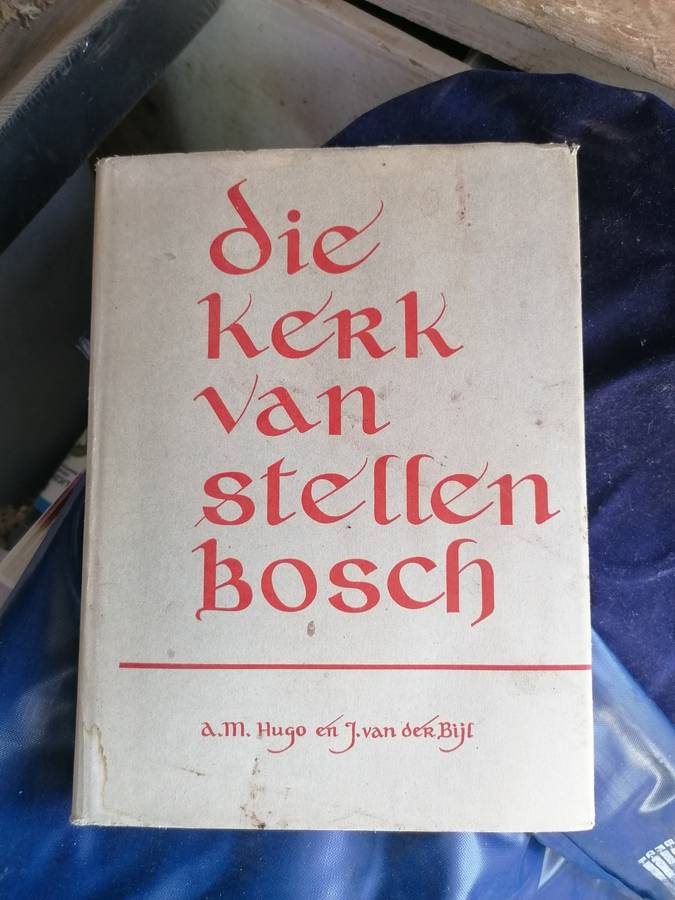 die
kerk
van
stellen
bosch
A.M. Hugo en J. van der Bijl